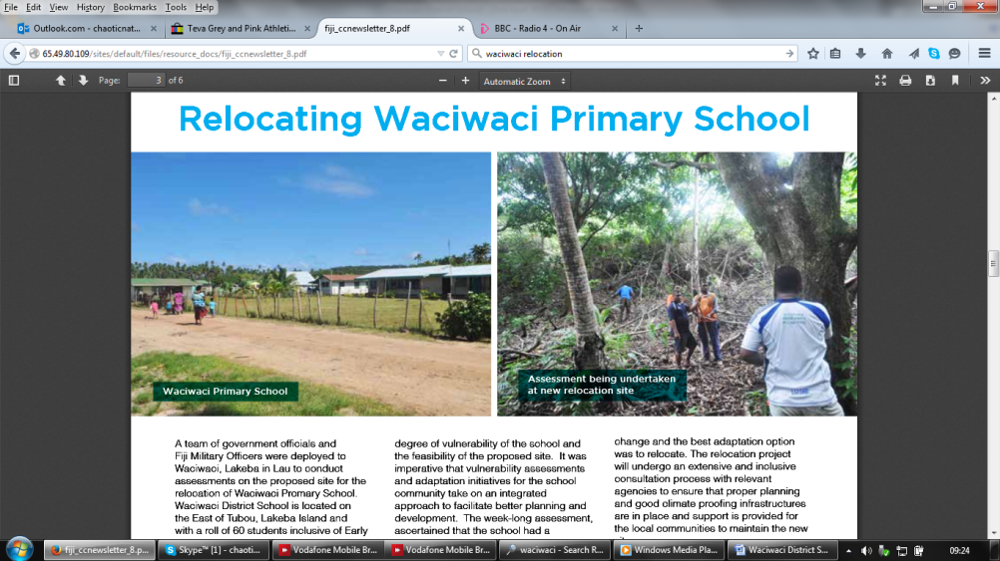 File Edit View History Bookmarks Tools Help
Outlook.com - chaoticnat...
Teva Grey and Pink Athleti...
fiji_ccnewsletter_8.pdf
BBC - Radio 4 - On Air
65.49.80.109/sites/default/files/resource_docs/fiji_ccnewsletter_8.pdf
waciwaci relocation
Page: 3 of 6
Automatic Zoom
Relocating Waciwaci Primary School
Waciwaci Primary School
Assessment being undertaken
at new relocation site
A team of government officials and
Fiji Military Officers were deployed to
Waciwaci, Lakeba in Lau to conduct
assessments on the proposed site for the
relocation of Waciwaci Promary School.
Waciwaci District School is located on
the East of Tubou, Lakeba Island and
with a roll of 60 students inclusive of Early
degree of vulnerability of the school and
the feasibility of the proposed site. It was
imperative that vulnerability assessments
and adaptation initiatives for the school
community take on an integrated
approach to facilitate better planning and
development. The week-long assessment,
ascertained that the school had a
change and the best adaptation option
was to relocate. The relocation project
will undergo an extensive and inclusive
consultation process with relevant
agencies to ensure that proper planning
and good climate proofing infrastructures
are in place and support is provided for
the local communities to maintain the new
fiji_ccnewsletter_8.p...
Skype™ [1] - chaoti...
Vodafone Mobile Br...
Vodafone Mobile Br...
waciwaci - Search R...
Windows Media Pla...
Waciwaci District S...
09:24